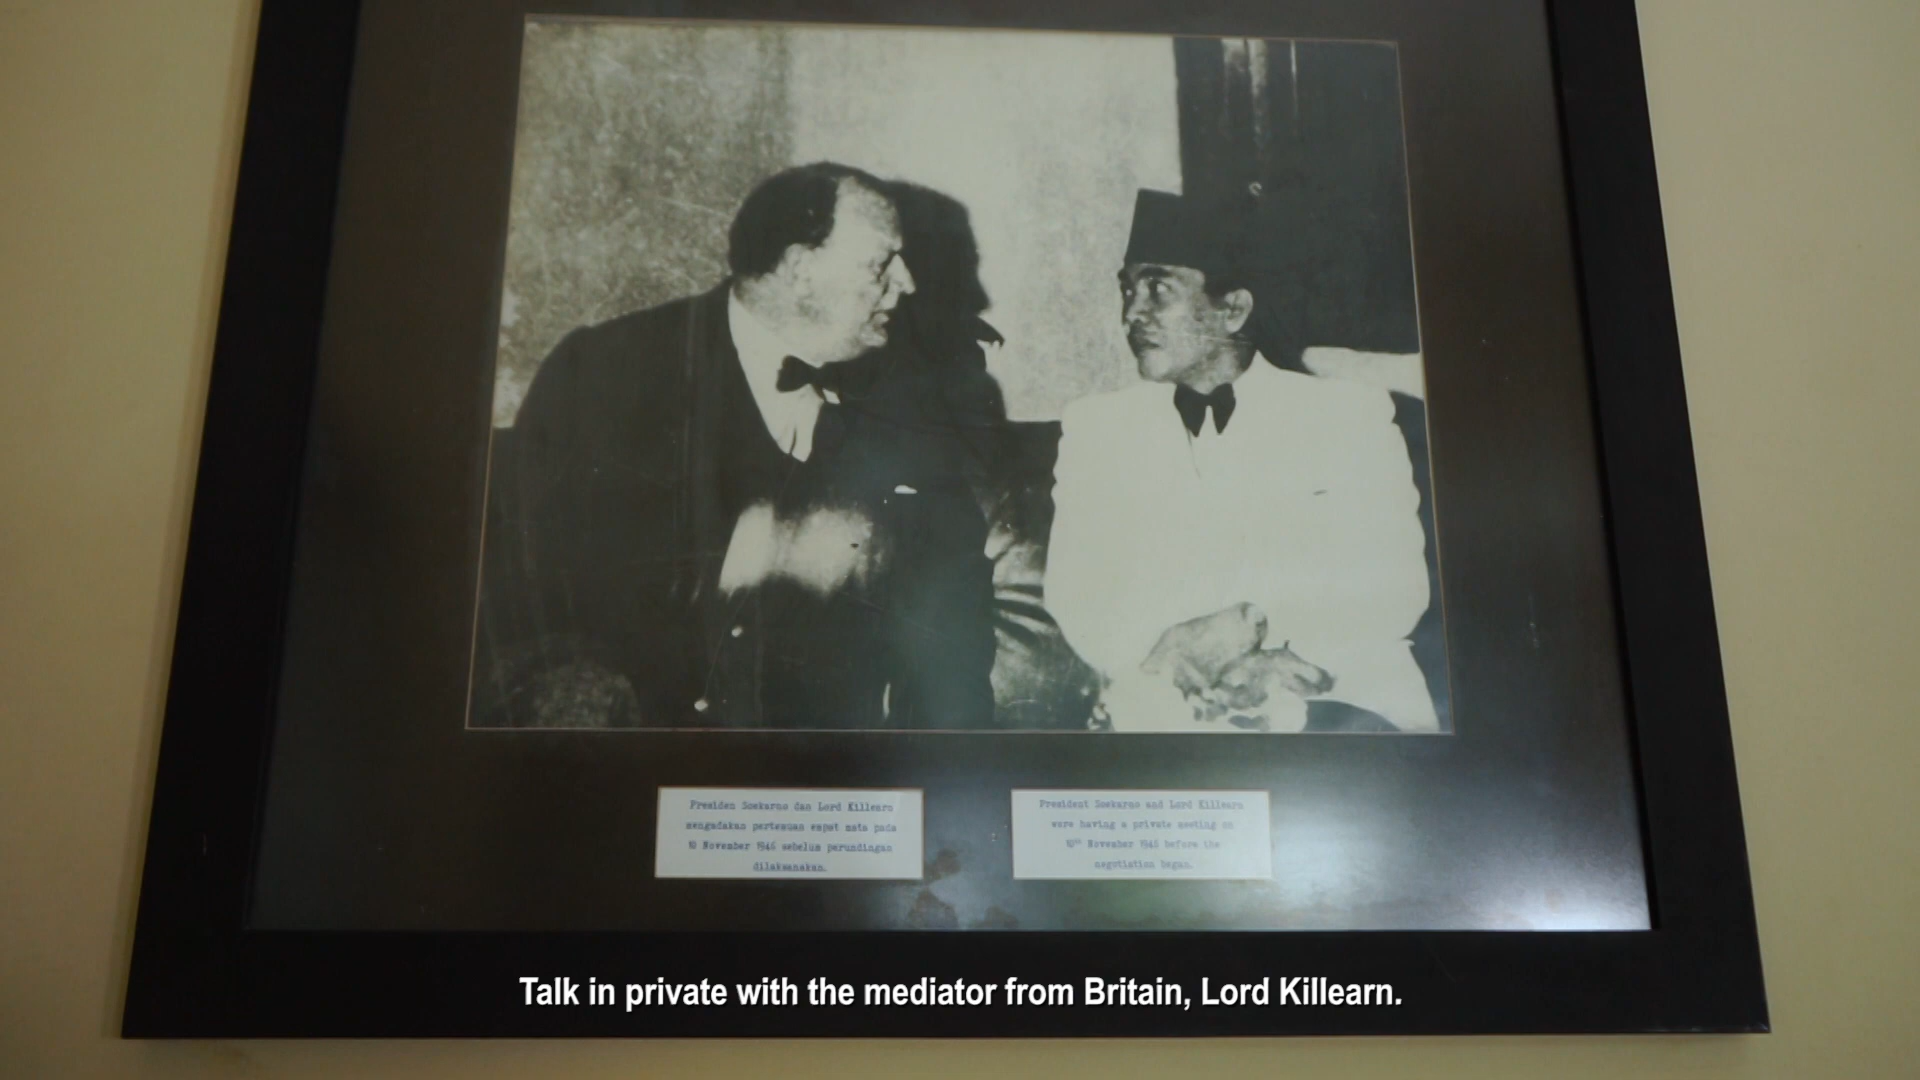 Presiden Soekarno dan Lord Killearn
mengadakan pertemuan empat mata pada
10 November 1946 sebelum perundingan
dilaksanakan.
President Soekarno and Lord Killearn
were having a private meeting on
10th November 1946 before the
negotiation began.
Talk in private with the mediator from Britain, Lord Killearn.